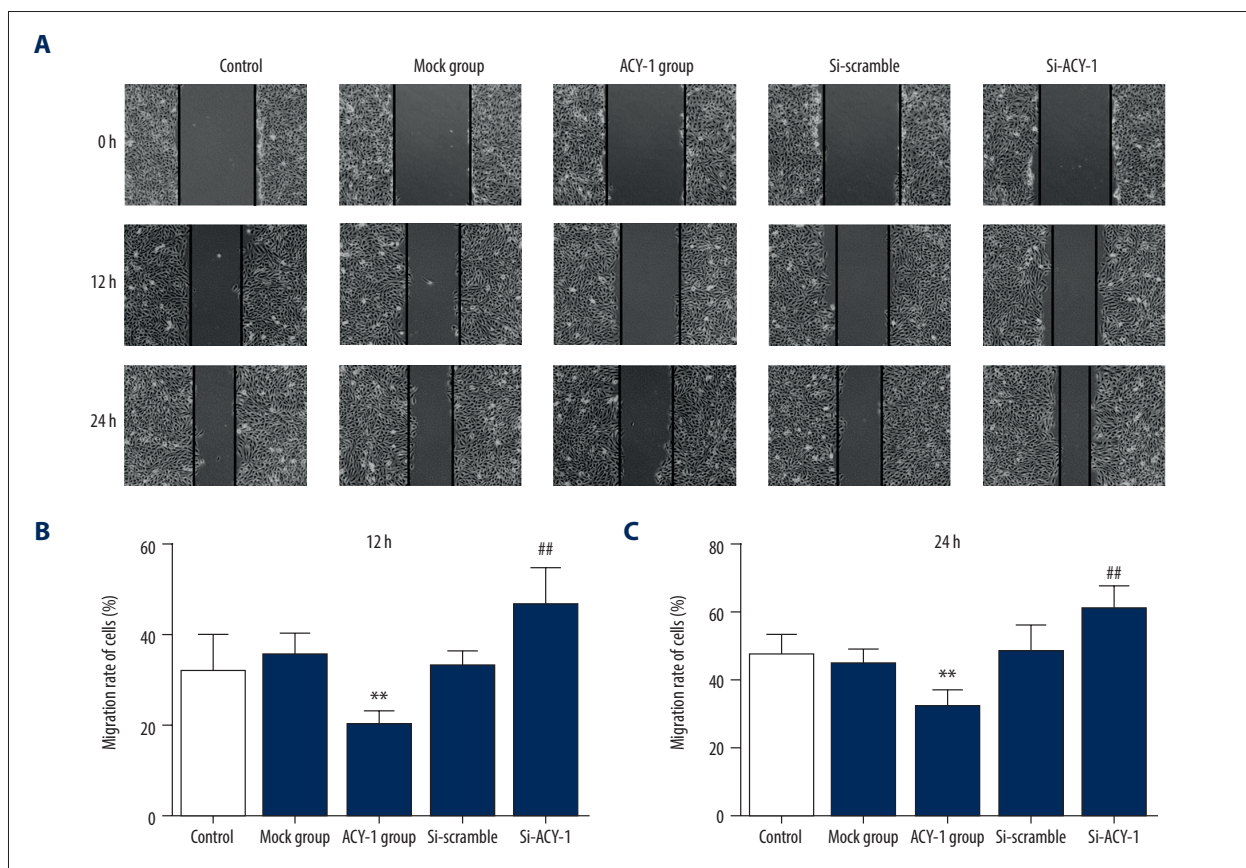 A
Control Mock group ACY-1 group Si-scramble Si-ACY-1
0 h
12 h
24 h
B
12 h
Migration rate of cells (%)
60
40
20
0
**
##
Control Mock group ACY-1 group Si-scramble Si-ACY-1
C
24 h
Migration rate of cells (%)
80
60
40
20
0
**
##
Control Mock group ACY-1 group Si-scramble Si-ACY-1